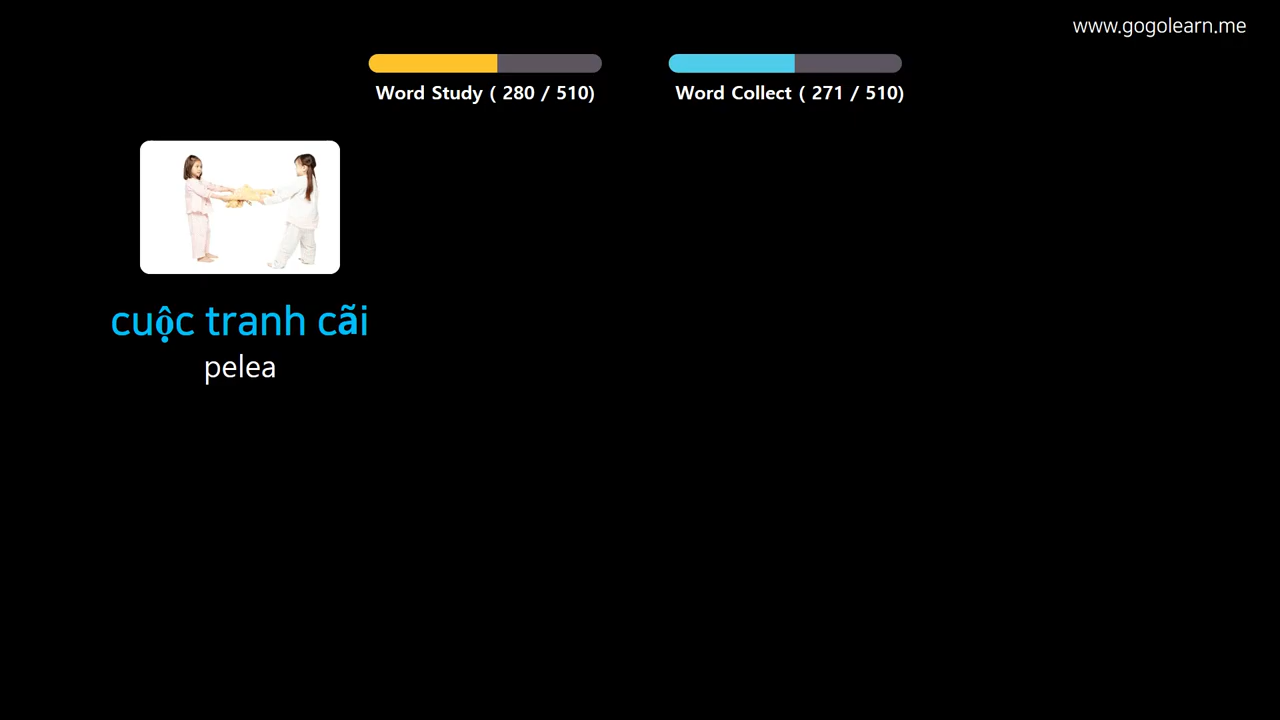 www.gogolearn.me
Word Study ( 280 / 510)
Word Collect ( 271 / 510)
cuộc tranh cãi
pelea